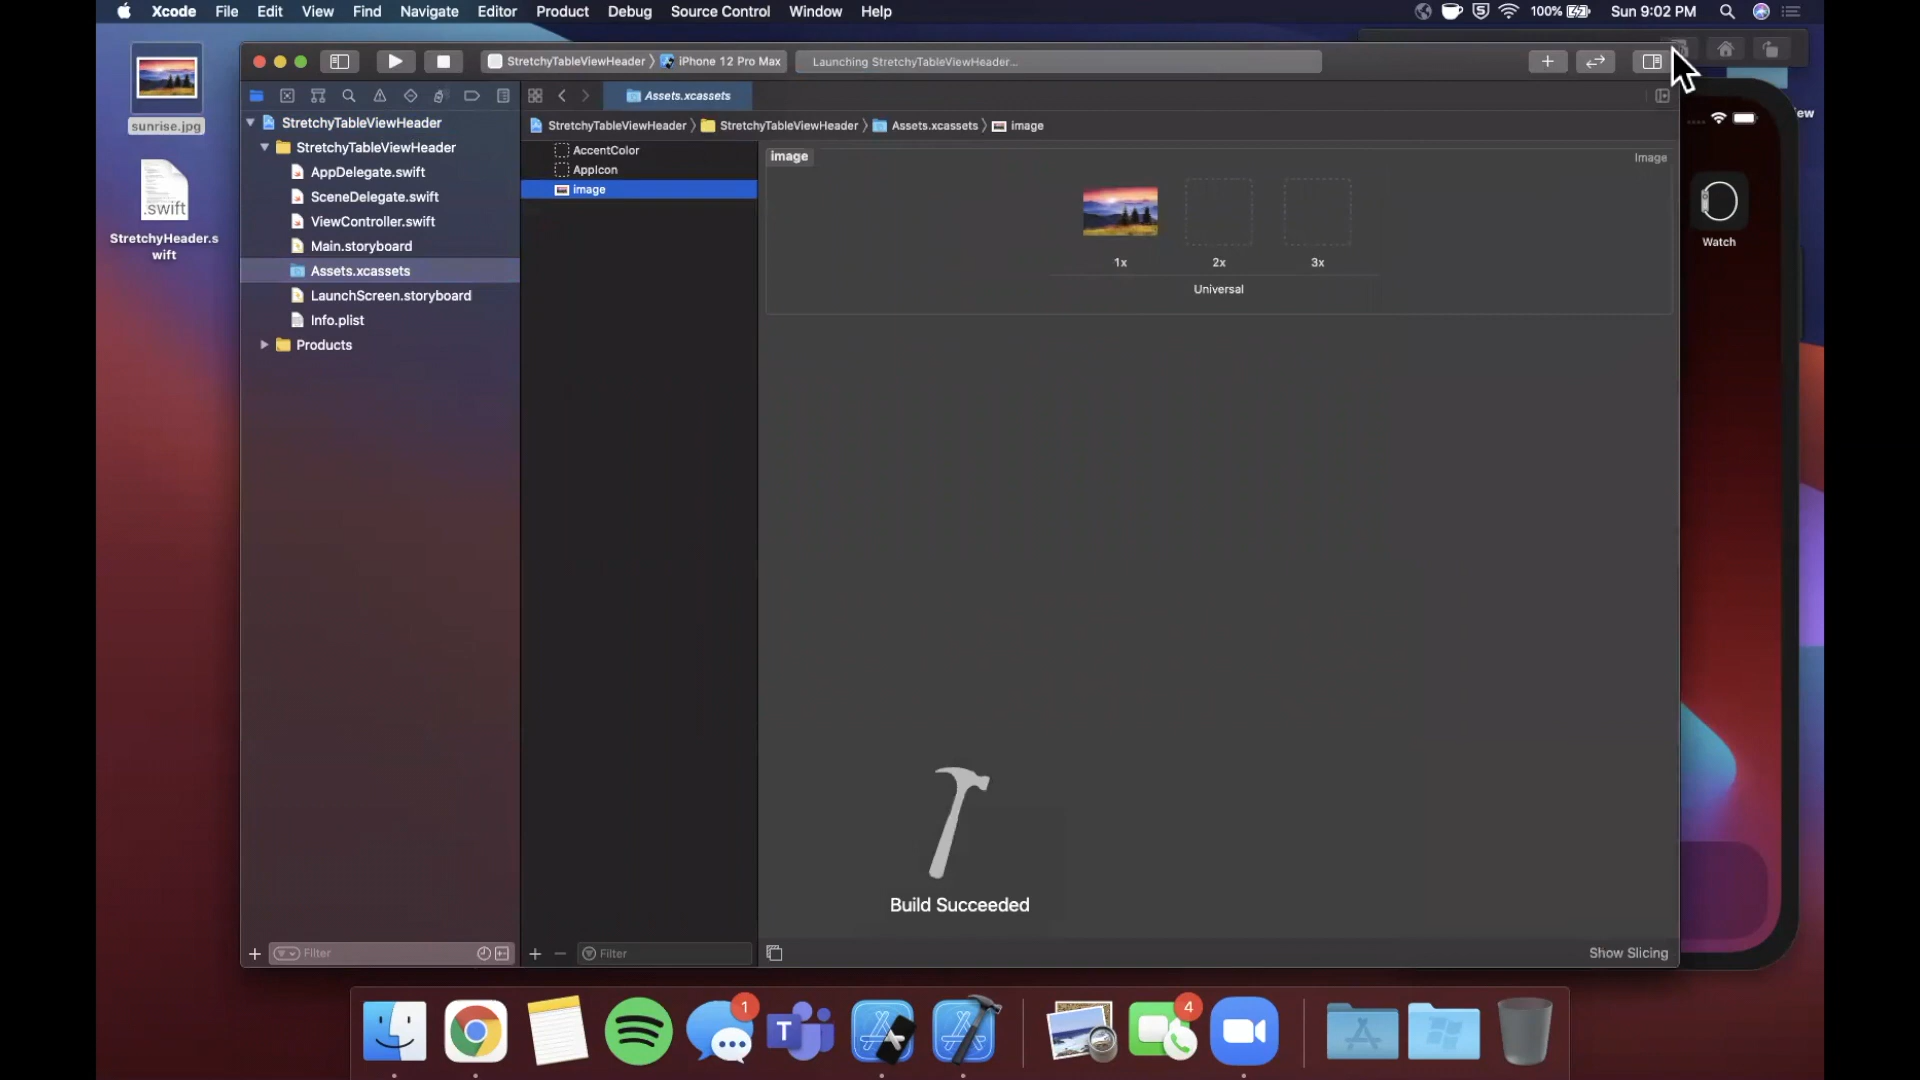 Xcode File Edit View Find Navigate Editor Product Debug Source Control Window Help
100% Sun 9:02 PM
StretchyTableViewHeader iPhone 12 Pro Max
Launching StretchyTableViewHeader...
sunrise.jpg
.swift
StretchyHeader.s
wift
StretchyTableViewHeader
StretchyTableViewHeader
AppDelegate.swift
SceneDelegate.swift
ViewController.swift
Main.storyboard
Assets.xcassets
LaunchScreen.storyboard
Info.plist
Products
Filter
Assets.xcassets
StretchyTableViewHeader StretchyTableViewHeader Assets.xcassets image
AccentColor
AppIcon
image
Filter
image
Image
1x 2x 3x
Universal
Build Succeeded
Show Slicing
ew
Watch
1
T
4